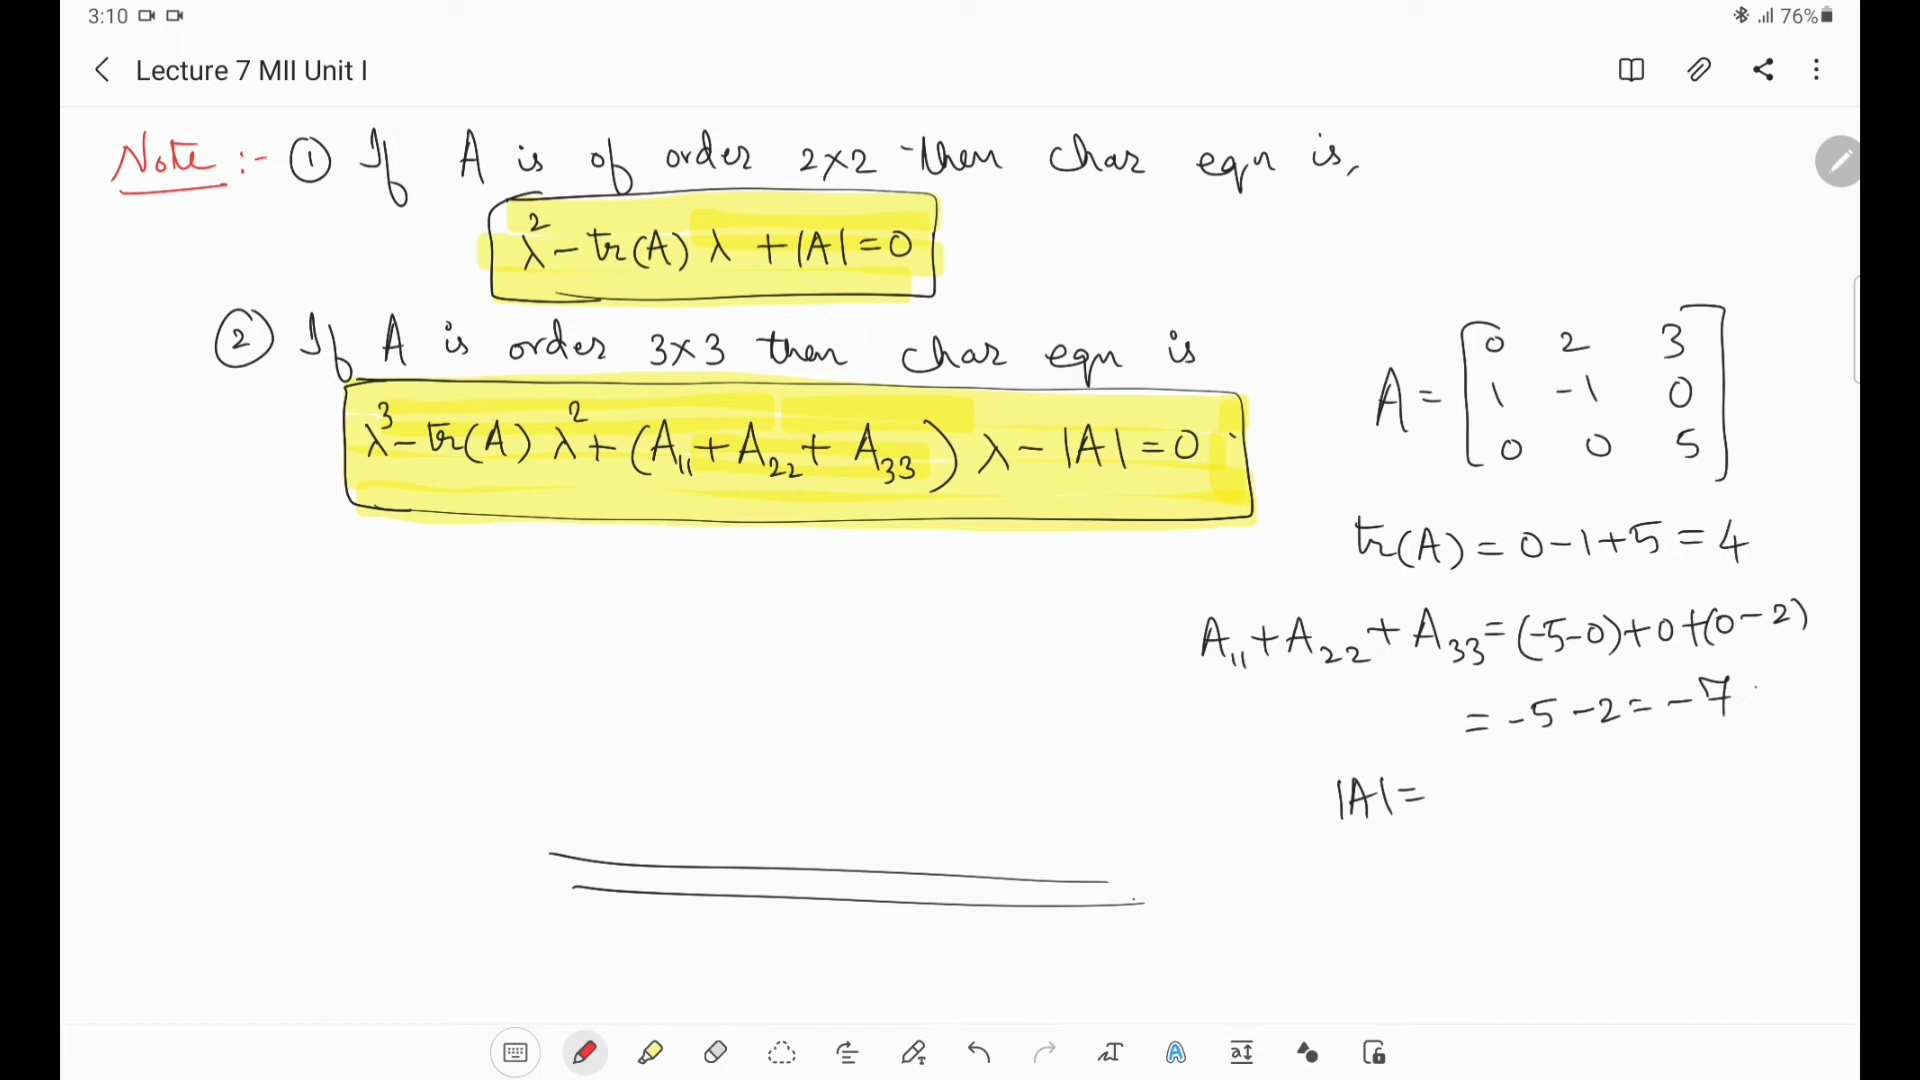 3:10 76%
Lecture 7 MII Unit I
Note :- ① If A is of order 2×2 then char eqn is,
λ² - tr(A) λ + |A| = 0
② If A is order 3×3 then char eqn is
λ³ - tr(A) λ² + (A₁₁ + A₂₂ + A₃₃) λ - |A| = 0
A = [0 2 3
1 -1 0
0 0 5]
tr(A) = 0 - 1 + 5 = 4
A₁₁ + A₂₂ + A₃₃ = (-5-0) + 0 + (0-2)
= -5 - 2 = -7
|A| =